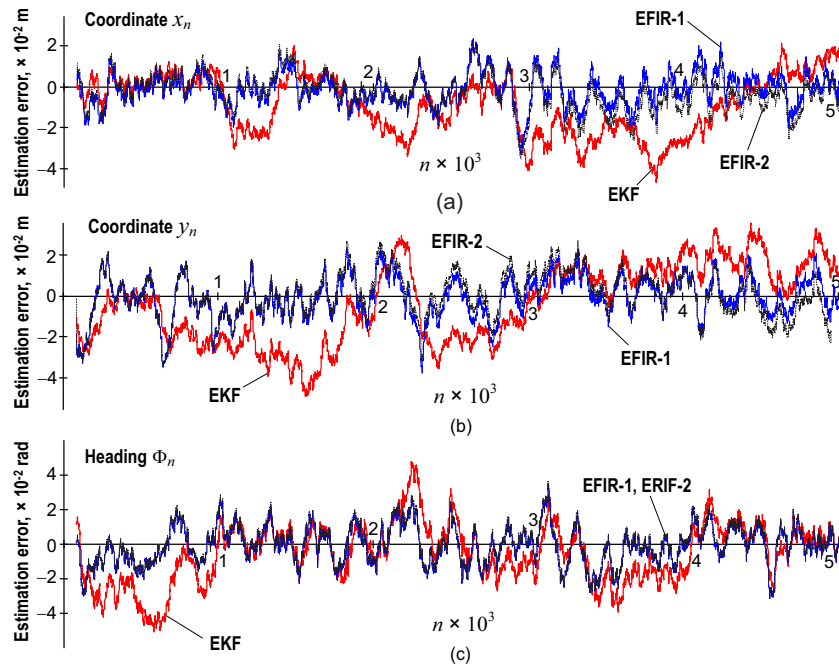 Coordinate xₙ
EFIR-1
Estimation error, × 10⁻² m
2
0
–2
–4
1
2
3
4
5
n × 10³
EKF
EFIR-2
(a)
Coordinate yₙ
EFIR-2
Estimation error, × 10⁻² m
2
0
–2
–4
1
2
3
4
5
EKF
n × 10³
EFIR-1
(b)
Heading Φₙ
EFIR-1, ERIF-2
Estimation error, × 10⁻² rad
4
2
0
–2
–4
1
2
3
4
5
EKF
n × 10³
(c)